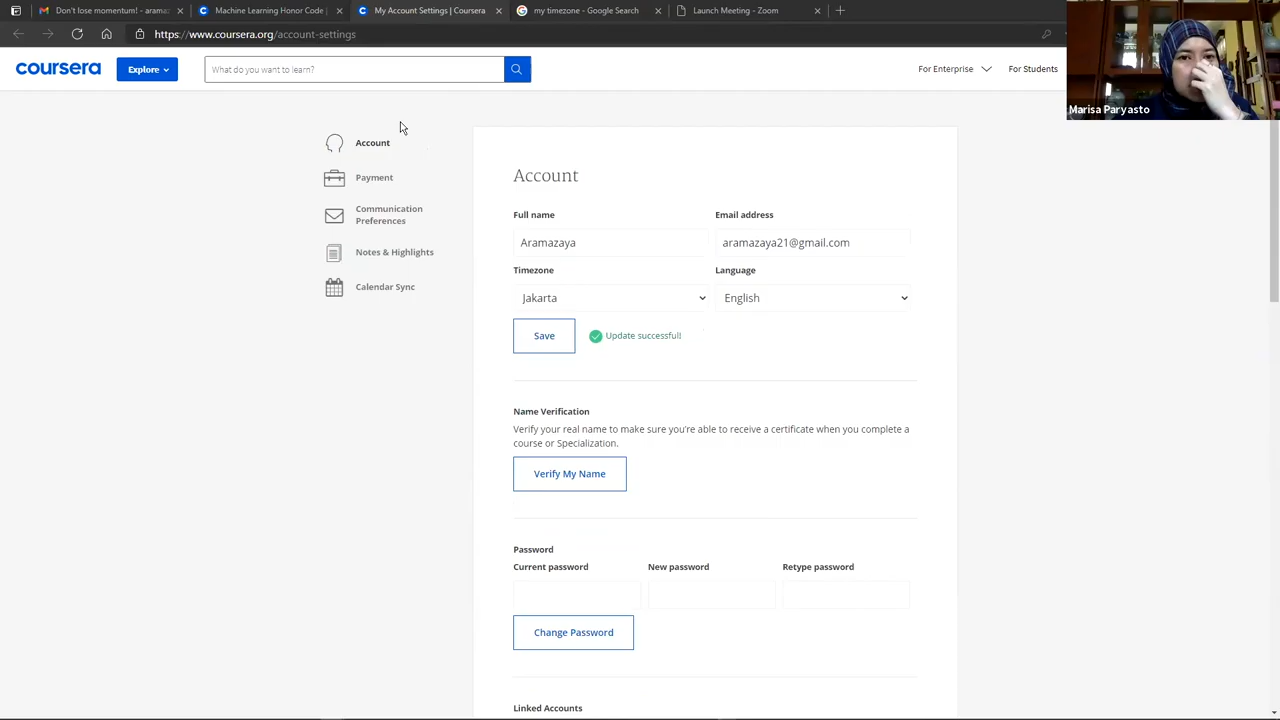 Don't lose momentum! - arama
Machine Learning Honor Code |
My Account Settings | Coursera
my timezone - Google Search
Launch Meeting - Zoom
https://www.coursera.org/account-settings
coursera
Explore
What do you want to learn?
For Enterprise
For Students
Marisa Paryasto
Account
Payment
Communication
Preferences
Notes & Highlights
Calendar Sync
Account
Full name
Email address
Aramazaya
aramazaya21@gmail.com
Timezone
Language
Jakarta
English
Save
Update successful!
Name Verification
Verify your real name to make sure you're able to receive a certificate when you complete a
course or Specialization.
Verify My Name
Password
Current password
New password
Retype password
Change Password
Linked Accounts